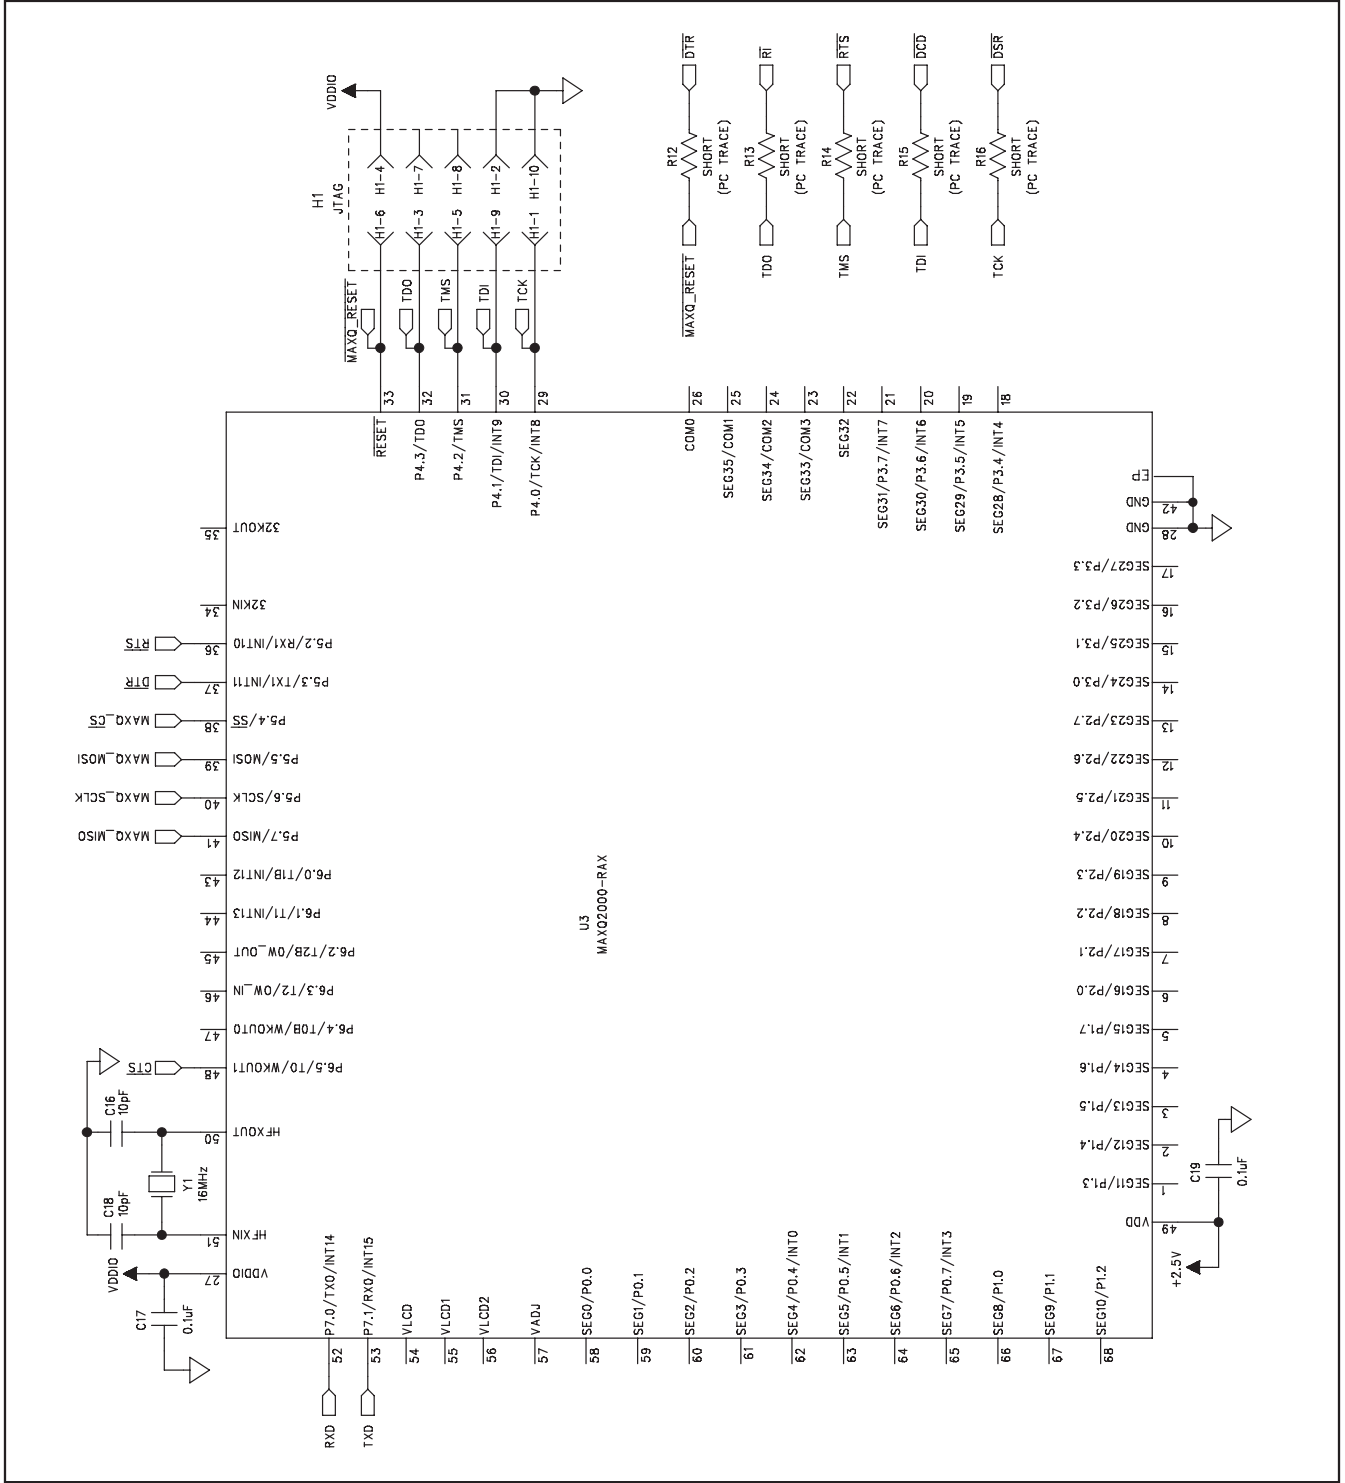 VDDIO
H1
JTAG
H1-4
H1-7
H1-8
H1-2
H1-10
H1-6
H1-3
H1-5
H1-9
H1-1
MAXQ_RESET
TDO
TMS
TDI
TCK
33
32
31
30
29
RESET
P4.3/TDO
P4.2/TMS
P4.1/TDI/INT9
P4.0/TCK/INT8
DTR
RI
RTS
DCD
DSR
R12
SHORT
(PC TRACE)
R13
SHORT
(PC TRACE)
R14
SHORT
(PC TRACE)
R15
SHORT
(PC TRACE)
R16
SHORT
(PC TRACE)
MAXQ_RESET
TDO
TMS
TDI
TCK
26
25
24
23
22
21
20
19
18
COM0
SEG35/COM1
SEG34/COM2
SEG33/COM3
SEG32
SEG31/P3.7/INT7
SEG30/P3.6/INT6
SEG29/P3.5/INT5
SEG28/P3.4/INT4
35
32KOUT
34
32KIN
RTS
36
P5.2/RX1/INT10
DTR
37
P5.3/TX1/INT11
MAXQ_CS
38
P5.4/SS
MAXQ_MOSI
39
P5.5/MOSI
MAXQ_SCLK
40
P5.6/SCLK
MAXQ_MISO
41
P5.7/MISO
43
P6.0/T1B/INT12
44
P6.1/T1/INT13
45
P6.2/T2B/OW_OUT
46
P6.3/T2/OW_IN
47
P6.4/T0B/WKOUT0
CTS
48
P6.5/T0/WKOUT1
C16
10pF
50
HFXOUT
Y1
16MHz
C18
10pF
51
HFXIN
VDDIO
27
VDDIO
C17
0.1uF
U3
MAXQ2000-RAX
EP
GND
42
GND
28
SEG27/P3.3
17
SEG26/P3.2
16
SEG25/P3.1
15
SEG24/P3.0
14
SEG23/P2.7
13
SEG22/P2.6
12
SEG21/P2.5
11
SEG20/P2.4
10
SEG19/P2.3
9
SEG18/P2.2
8
SEG17/P2.1
7
SEG16/P2.0
6
SEG15/P1.7
5
SEG14/P1.6
4
SEG13/P1.5
3
SEG12/P1.4
2
SEG11/P1.3
1
VDD
49
C19
0.1uF
+2.5V
P7.0/TX0/INT14
P7.1/RX0/INT15
VLCD
VLCD1
VLCD2
VADJ
SEG0/P0.0
SEG1/P0.1
SEG2/P0.2
SEG3/P0.3
SEG4/P0.4/INT0
SEG5/P0.5/INT1
SEG6/P0.6/INT2
SEG7/P0.7/INT3
SEG8/P1.0
SEG9/P1.1
SEG10/P1.2
52
53
54
55
56
57
58
59
60
61
62
63
64
65
66
67
68
RXD
TXD